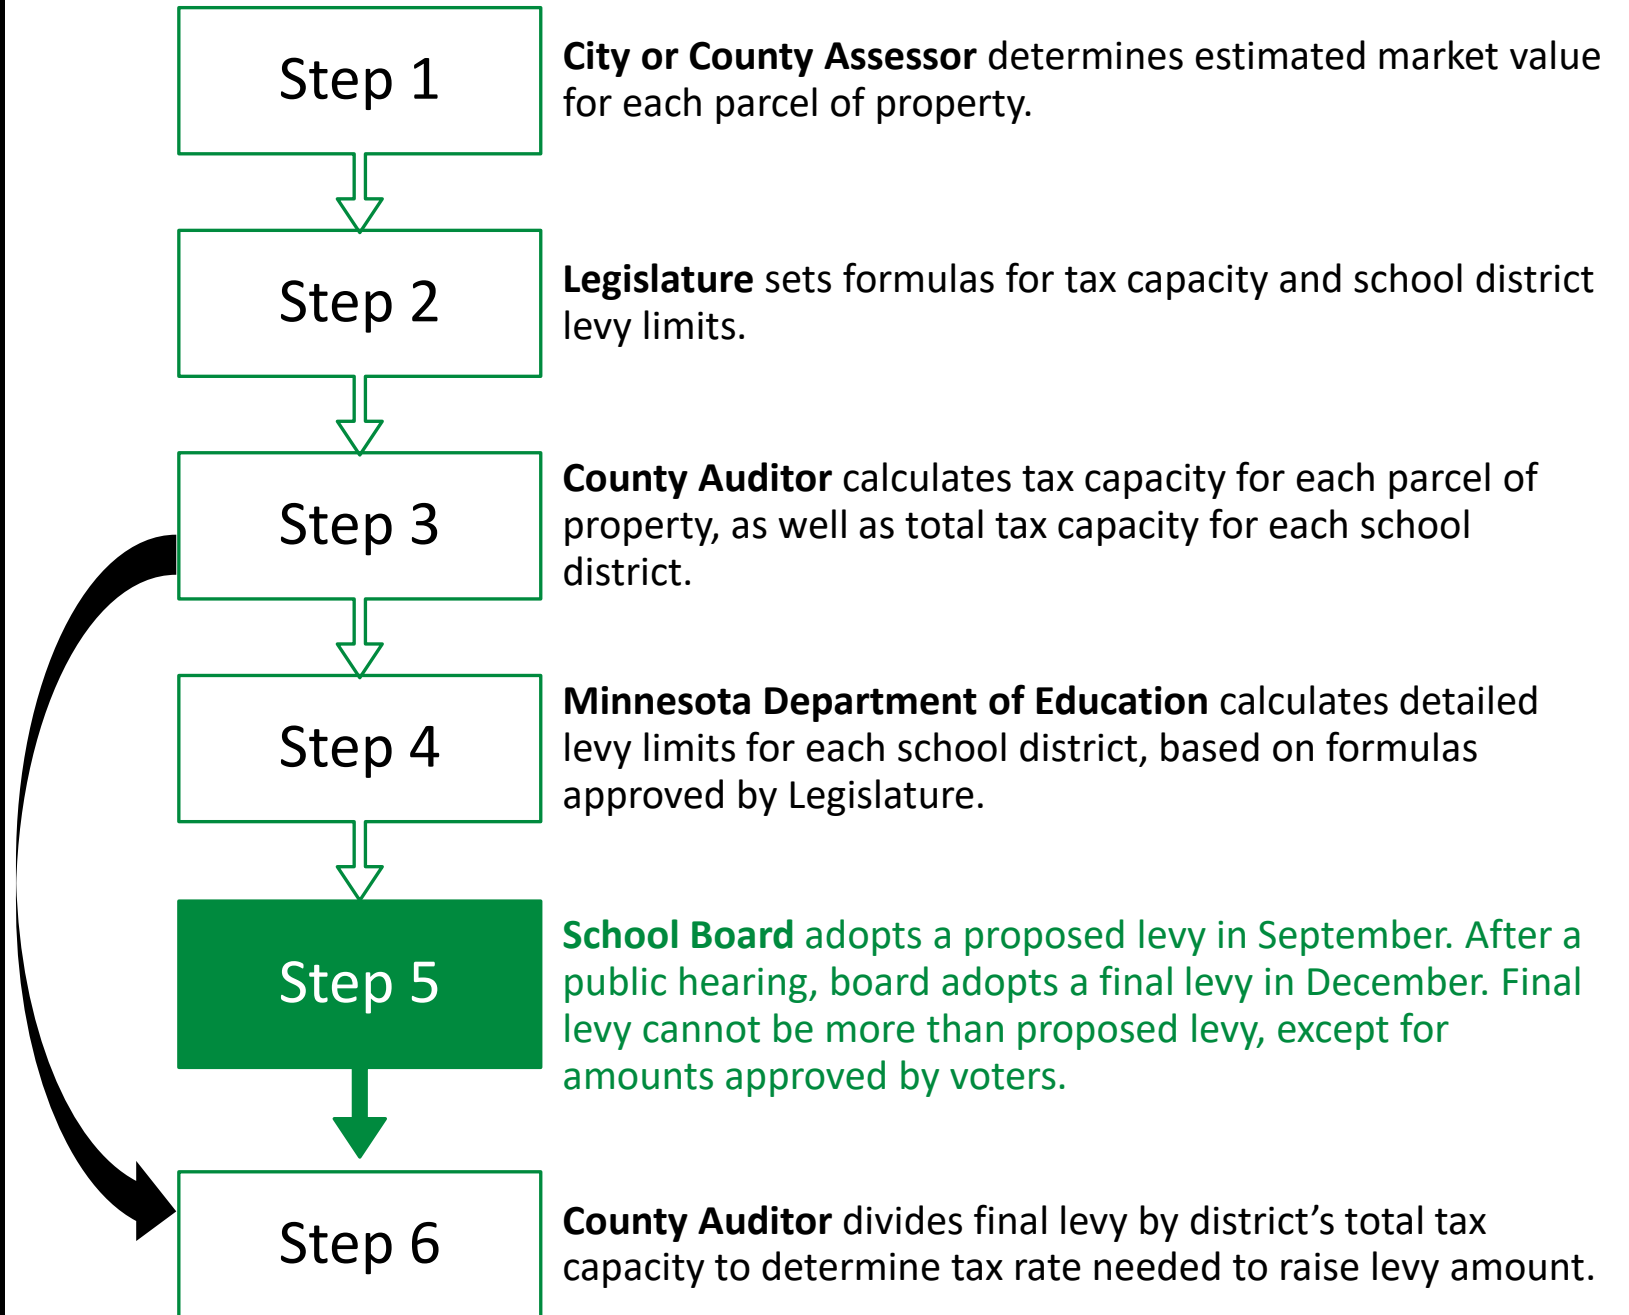 Step 1
City or County Assessor determines estimated market value
for each parcel of property.
Step 2
Legislature sets formulas for tax capacity and school district
levy limits.
Step 3
County Auditor calculates tax capacity for each parcel of
property, as well as total tax capacity for each school
district.
Step 4
Minnesota Department of Education calculates detailed
levy limits for each school district, based on formulas
approved by Legislature.
Step 5
School Board adopts a proposed levy in September. After a
public hearing, board adopts a final levy in December. Final
levy cannot be more than proposed levy, except for
amounts approved by voters.
Step 6
County Auditor divides final levy by district’s total tax
capacity to determine tax rate needed to raise levy amount.